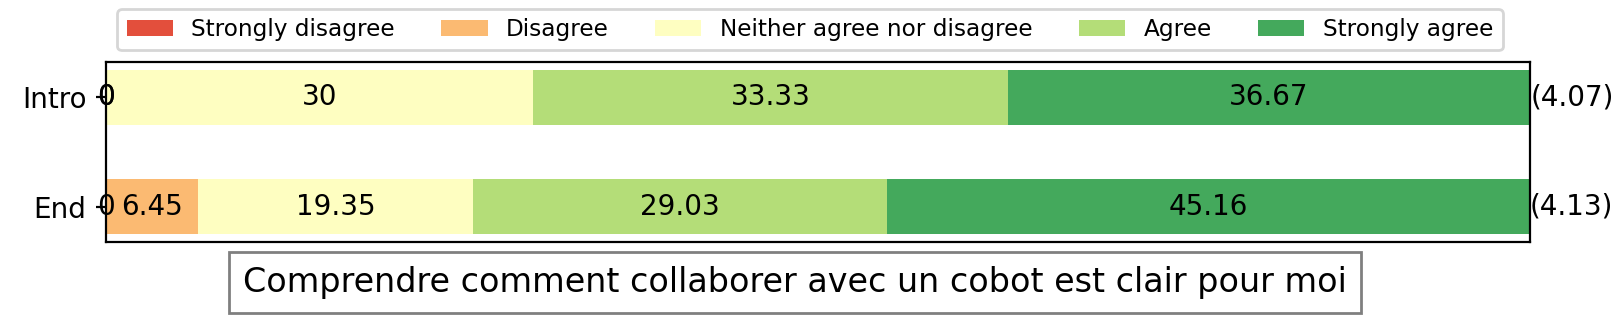 Strongly disagree Disagree Neither agree nor disagree Agree Strongly agree
Intro 0 30 33.33 36.67 (4.07)
End 0 6.45 19.35 29.03 45.16 (4.13)
Comprendre comment collaborer avec un cobot est clair pour moi